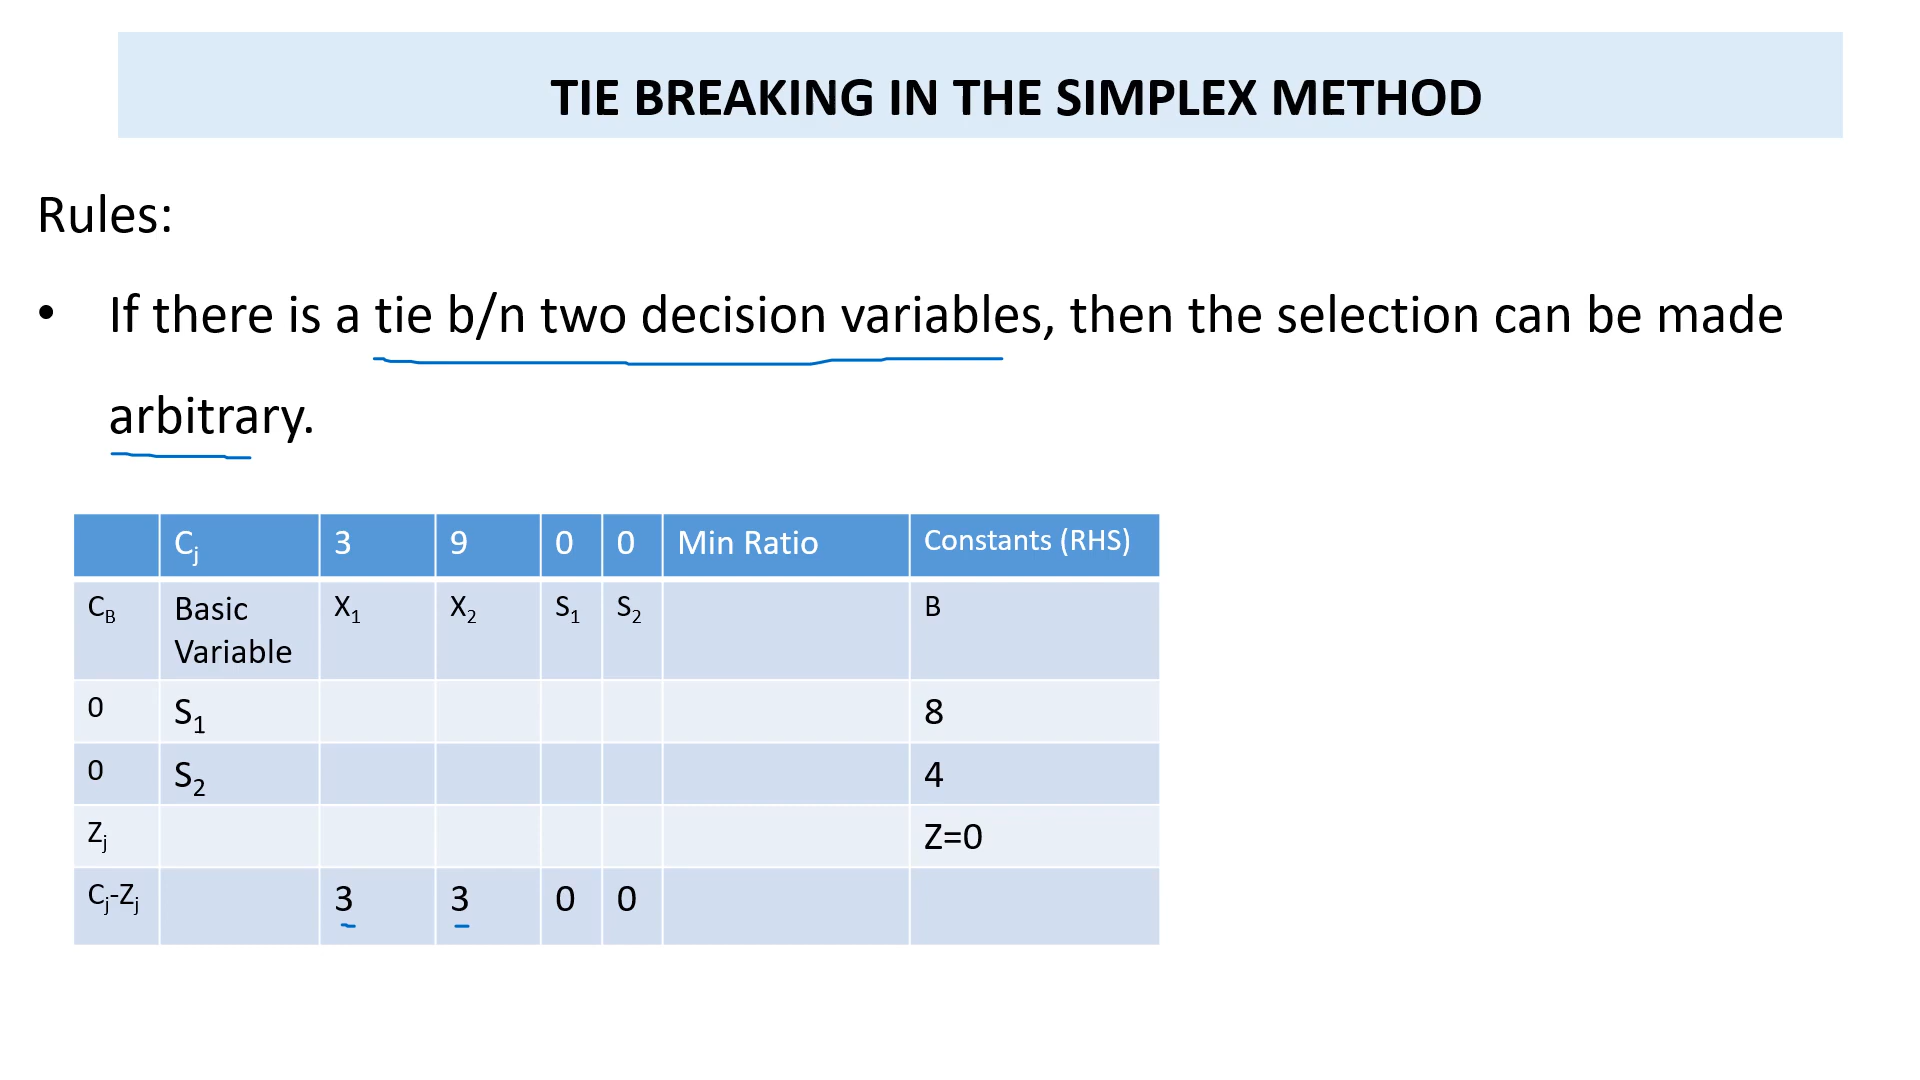 TIE BREAKING IN THE SIMPLEX METHOD
Rules:
• If there is a tie b/n two decision variables, then the selection can be made
arbitrary.
Cj 3 9 0 0 Min Ratio Constants (RHS)
CB Basic Variable X1 X2 S1 S2 B
0 S1 8
0 S2 4
Zj Z=0
Cj-Zj 3 3 0 0